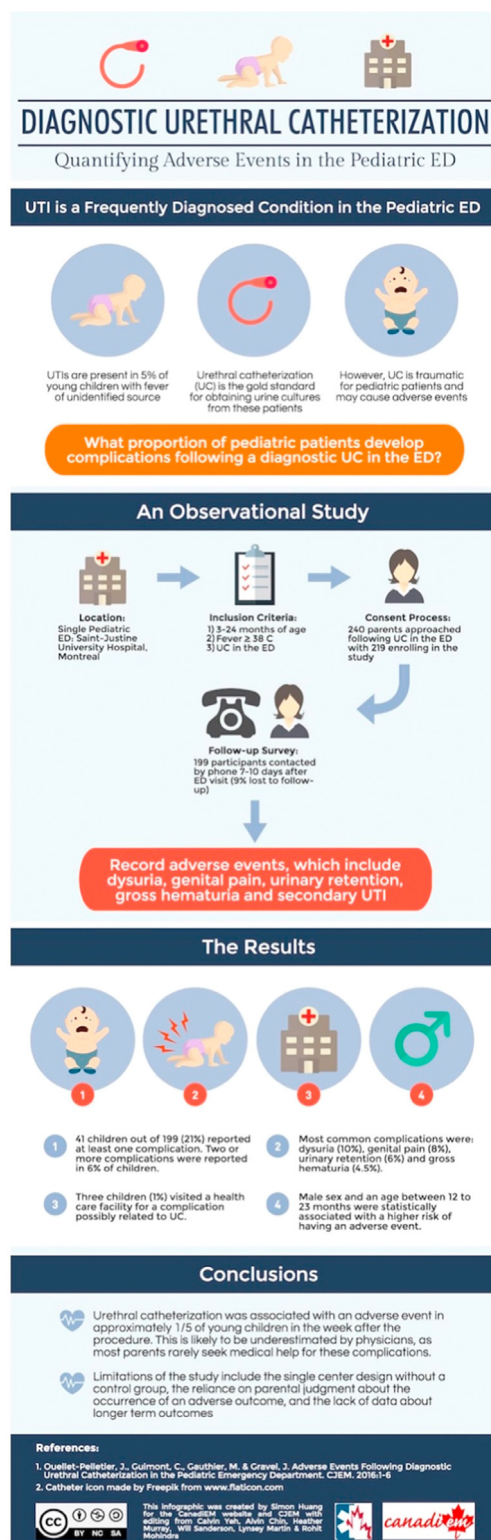 DIAGNOSTIC URETHRAL CATHETERIZATION
Quantifying Adverse Events in the Pediatric ED
UTI is a Frequently Diagnosed Condition in the Pediatric ED
UTIs are present in 5% of
young children with fever
of unidentified source
Urethral catheterization
(UC) is the gold standard
for obtaining urine cultures
from these patients
However, UC is traumatic
for pediatric patients and
may cause adverse events
What proportion of pediatric patients develop
complications following a diagnostic UC in the ED?
An Observational Study
Location:
Single Pediatric
ED: Saint-Justine
University Hospital,
Montreal
Inclusion Criteria:
1) 3-24 months of age
2) Fever ≥ 38 C
3) UC in the ED
Consent Process:
240 parents approached
following UC in the ED
with 219 enrolling in the
study
Follow-up Survey:
199 participants contacted
by phone 7-10 days after
ED visit (9% lost to follow-
up)
Record adverse events, which include
dysuria, genital pain, urinary retention,
gross hematuria and secondary UTI
The Results
1
2
3
4
1
41 children out of 199 (21%) reported
at least one complication. Two or
more complications were reported
in 6% of children.
2
Most common complications were:
dysuria (10%), genital pain (8%),
urinary retention (6%) and gross
hematuria (4.5%).
3
Three children (1%) visited a health
care facility for a complication
possibly related to UC.
4
Male sex and an age between 12 to
23 months were statistically
associated with a higher risk of
having an adverse event.
Conclusions
Urethral catheterization was associated with an adverse event in
approximately 1/5 of young children in the week after the
procedure. This is likely to be underestimated by physicians, as
most parents rarely seek medical help for these complications.
Limitations of the study include the single center design without a
control group, the reliance on parental judgment about the
occurrence of an adverse outcome, and the lack of data about
longer term outcomes
References:
1. Ouellet-Pelletier, J., Guimont, C., Gauthier, M. & Gravel, J. Adverse Events Following Diagnostic
Urethral Catheterization in the Pediatric Emergency Department. CJEM. 2016:1-6
2. Catheter icon made by Freepik from www.flaticon.com
CC BY NC SA
This infographic was created by Simon Huang
for the CanadiEM website and CJEM with
editing from Calvin Yeh, Alvin Chin, Heather
Murray, Will Sanderson, Lynsey Martin & Rohit
Mohindra
canadiem